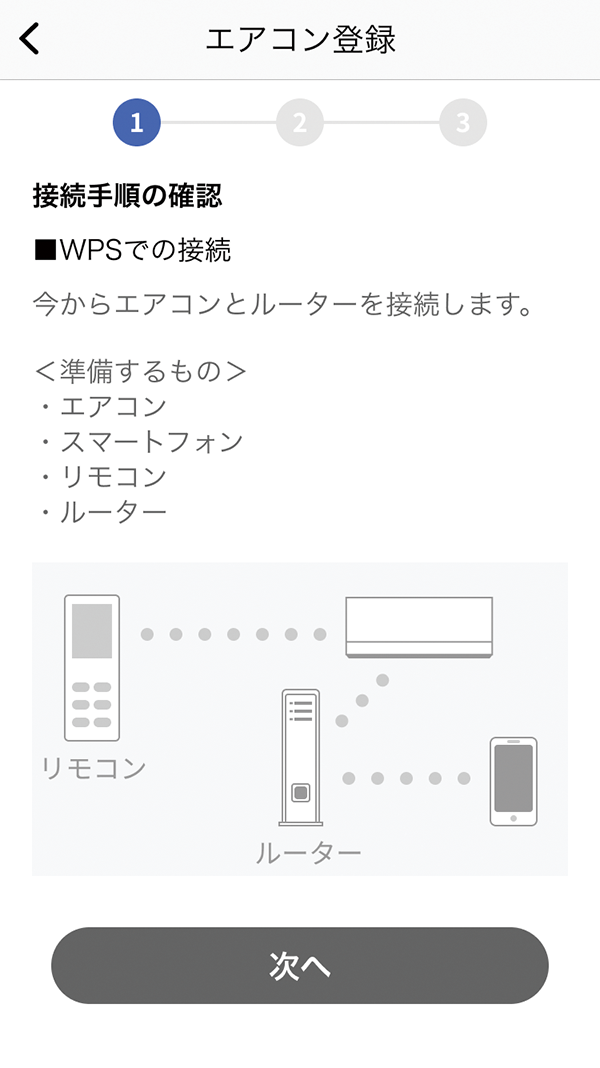 エアコン登録
1
2
3
接続手順の確認
■WPSでの接続
今からエアコンとルーターを接続します。
＜準備するもの＞
・エアコン
・スマートフォン
・リモコン
・ルーター
リモコン
ルーター
次へ